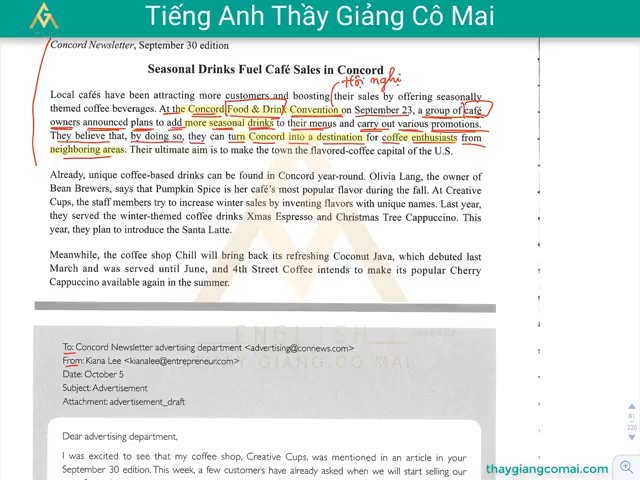 Tiếng Anh Thầy Giảng Cô Mai
Concord Newsletter, September 30 edition
Seasonal Drinks Fuel Café Sales in Concord
Hội nghị
Local cafés have been attracting more customers and boosting their sales by offering seasonally
themed coffee beverages. At the Concord Food & Drink Convention on September 23, a group of café
owners announced plans to add more seasonal drinks to their menus and carry out various promotions.
They believe that, by doing so, they can turn Concord into a destination for coffee enthusiasts from
neighboring areas. Their ultimate aim is to make the town the flavored-coffee capital of the U.S.
Already, unique coffee-based drinks can be found in Concord year-round. Olivia Lang, the owner of
Bean Brewers, says that Pumpkin Spice is her café's most popular flavor during the fall. At Creative
Cups, the staff members try to increase winter sales by inventing flavors with unique names. Last year,
they served the winter-themed coffee drinks Xmas Espresso and Christmas Tree Cappuccino. This
year, they plan to introduce the Santa Latte.
Meanwhile, the coffee shop Chill will bring back its refreshing Coconut Java, which debuted last
March and was served until June, and 4th Street Coffee intends to make its popular Cherry
Cappuccino available again in the summer.
ENGLISH
THẦY GIẢNG CÔ MAI
To: Concord Newsletter advertising department <advertising@connews.com>
From: Kiana Lee <kianalee@entrepreneur.com>
Date: October 5
Subject: Advertisement
Attachment: advertisement_draft
Dear advertising department,
I was excited to see that my coffee shop, Creative Cups, was mentioned in an article in your
September 30 edition. This week, a few customers have already asked when we will start selling our
81
220
thaygiangcomai.com